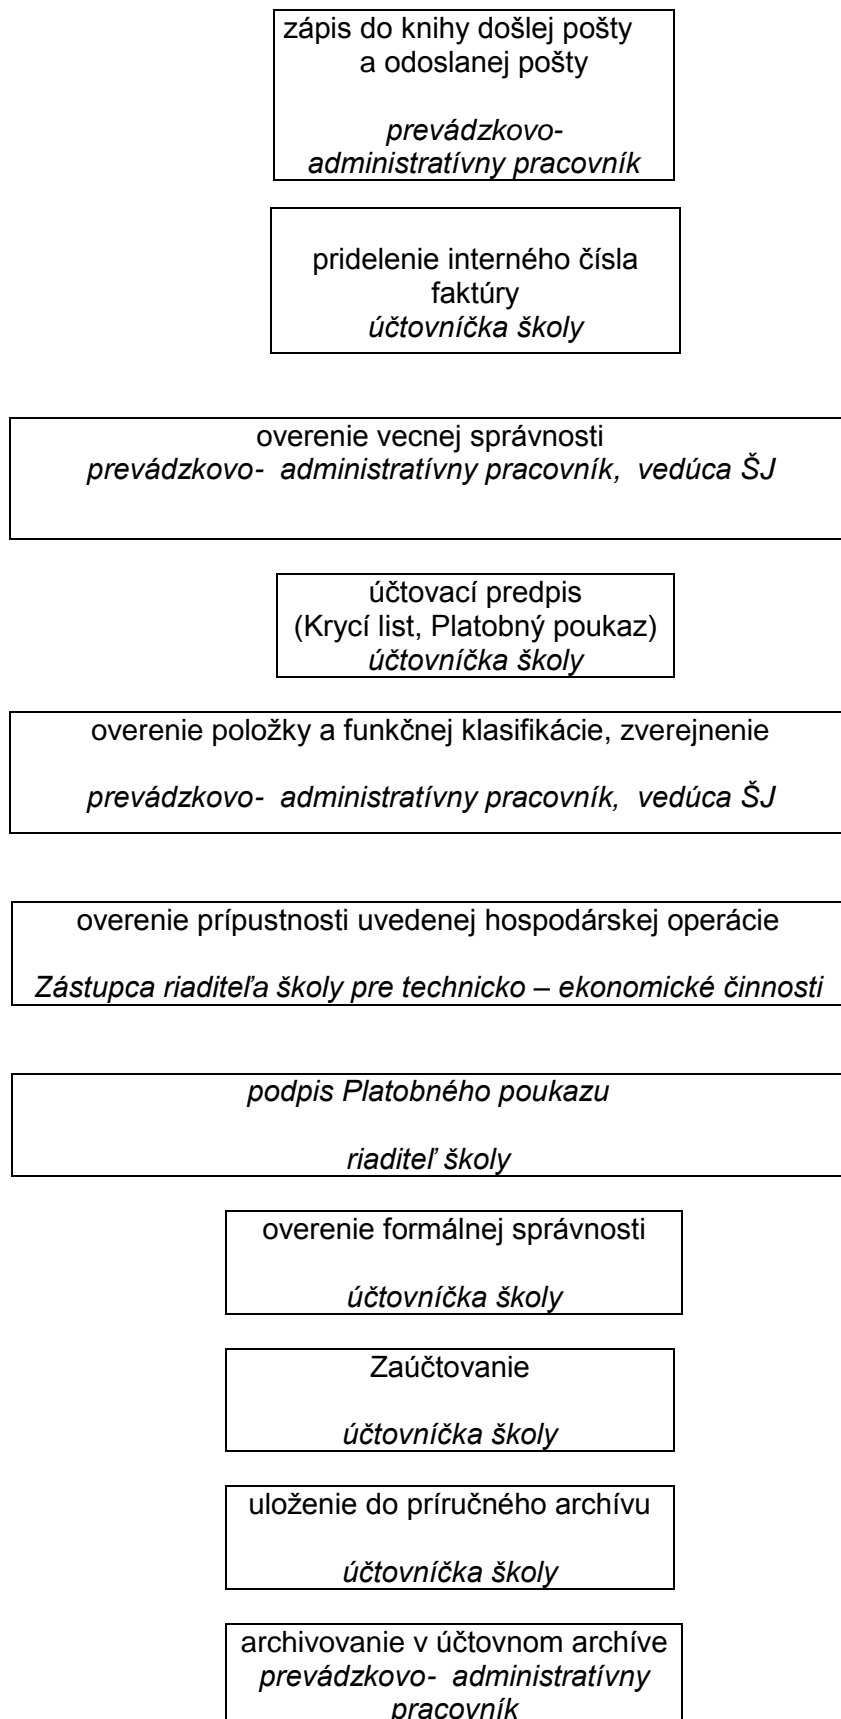 zápis do knihy došlej pošty
a odoslanej pošty
prevádzkovo-
administratívny pracovník
pridelenie interného čísla
faktúry
účtovníčka školy
overenie vecnej správnosti
prevádzkovo-  administratívny pracovník,  vedúca ŠJ
účtovací predpis
(Krycí list, Platobný poukaz)
účtovníčka školy
overenie položky a funkčnej klasifikácie, zverejnenie
prevádzkovo-  administratívny pracovník,  vedúca ŠJ
overenie prípustnosti uvedenej hospodárskej operácie
Zástupca riaditeľa školy pre technicko – ekonomické činnosti
podpis Platobného poukazu
riaditeľ školy
overenie formálnej správnosti
účtovníčka školy
Zaúčtovanie
účtovníčka školy
uloženie do príručného archívu
účtovníčka školy
archivovanie v účtovnom archíve
prevádzkovo-  administratívny
pracovník